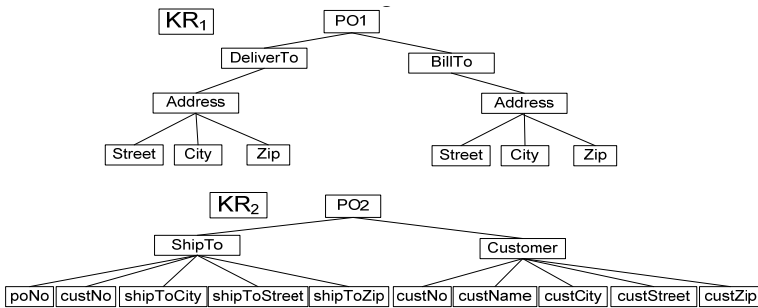 KR1 PO1
DeliverTo BillTo
Address Address
Street City Zip Street City Zip
KR2 PO2
ShipTo Customer
poNo custNo shipToCity shipToStreet shipToZip custNo custName custCity custStreet custZip